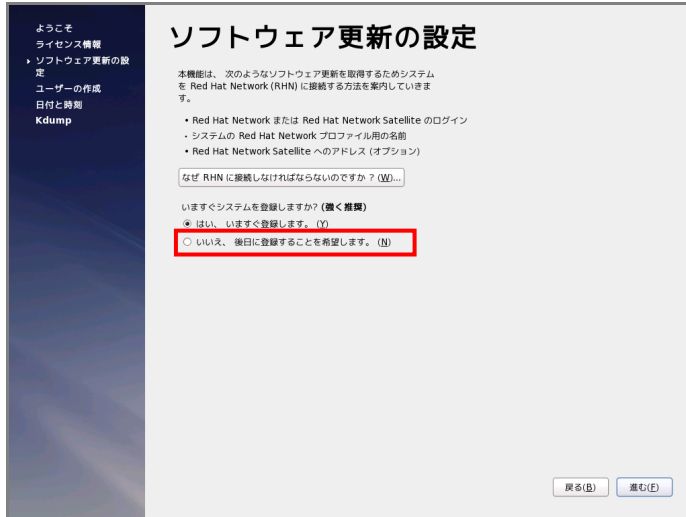 ようこそ
ライセンス情報
ソフトウェア更新の設
定
ユーザーの作成
日付と時刻
Kdump
ソフトウェア更新の設定
本機能は、 次のようなソフトウェア更新を取得するためシステム
を Red Hat Network (RHN) に接続する方法を案内していきま
す。
• Red Hat Network または Red Hat Network Satellite のログイン
• システムの Red Hat Network プロファイル用の名前
• Red Hat Network Satellite へのアドレス (オプション)
なぜ RHN に接続しなければならないのですか ? (W)...
いますぐシステムを登録しますか? (強く推奨)
はい、 いますぐ登録します。 (Y)
いいえ、 後日に登録することを希望します。 (N)
戻る(B) 進む(F)